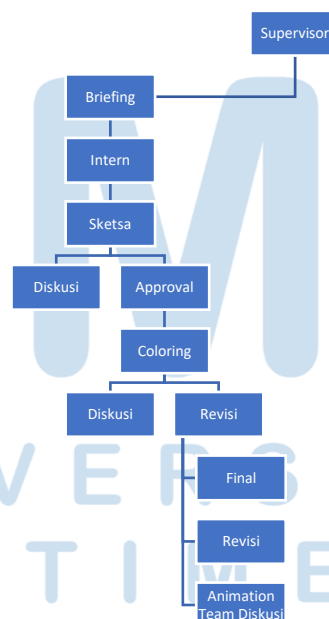 Supervisor
Briefing
Intern
Sketsa
Diskusi
Approval
Coloring
Diskusi
Revisi
Final
Revisi
Animation
Team Diskusi
V E R S
T I M E